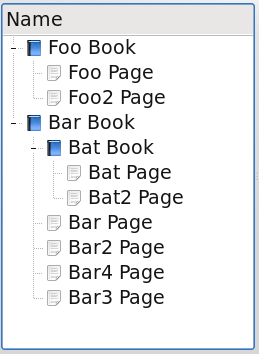 Name
Foo Book
Foo Page
Foo2 Page
Bar Book
Bat Book
Bat Page
Bat2 Page
Bar Page
Bar2 Page
Bar4 Page
Bar3 Page